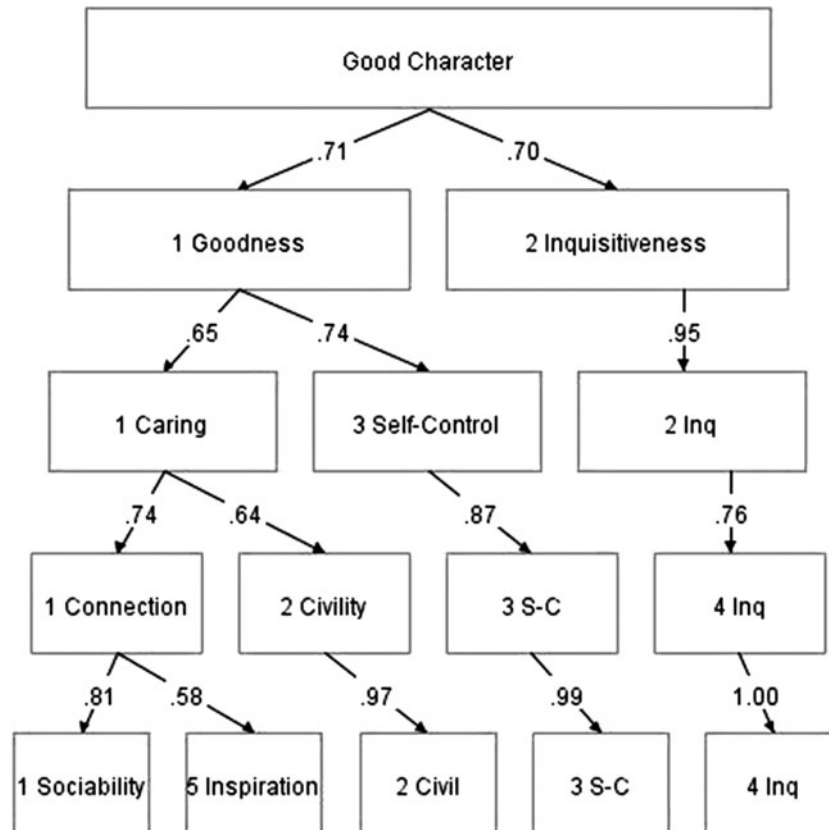 Good Character
.71 .70
1 Goodness 2 Inquisitiveness
.65 .74 .95
1 Caring 3 Self-Control 2 Inq
.74 .64 .87 .76
1 Connection 2 Civility 3 S-C 4 Inq
.81 .58 .97 .99 1.00
1 Sociability 5 Inspiration 2 Civil 3 S-C 4 Inq